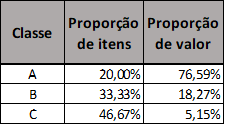 Classe Proporção de itens Proporção de valor
A 20,00% 76,59%
B 33,33% 18,27%
C 46,67% 5,15%